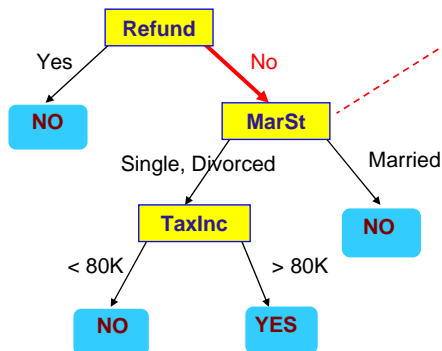 Refund
Yes
No
NO
MarSt
Single, Divorced
Married
TaxInc
NO
< 80K
> 80K
NO
YES